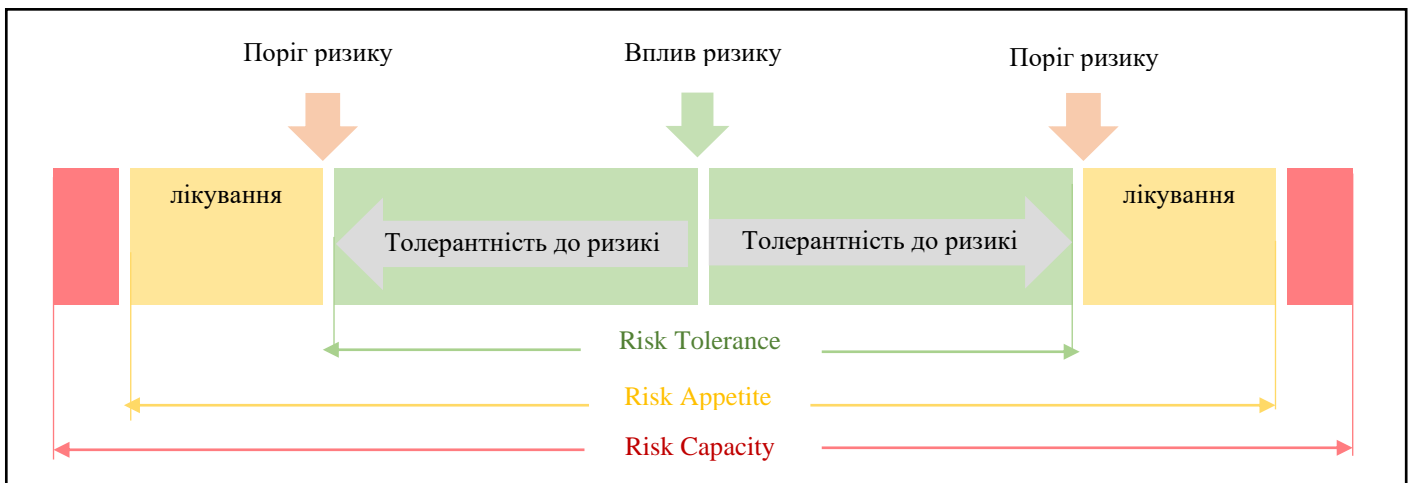 Поріг ризику
Вплив ризику
Поріг ризику
лікування
лікування
Толерантність до ризикі
Толерантність до ризикі
Risk Tolerance
Risk Appetite
Risk Capacity